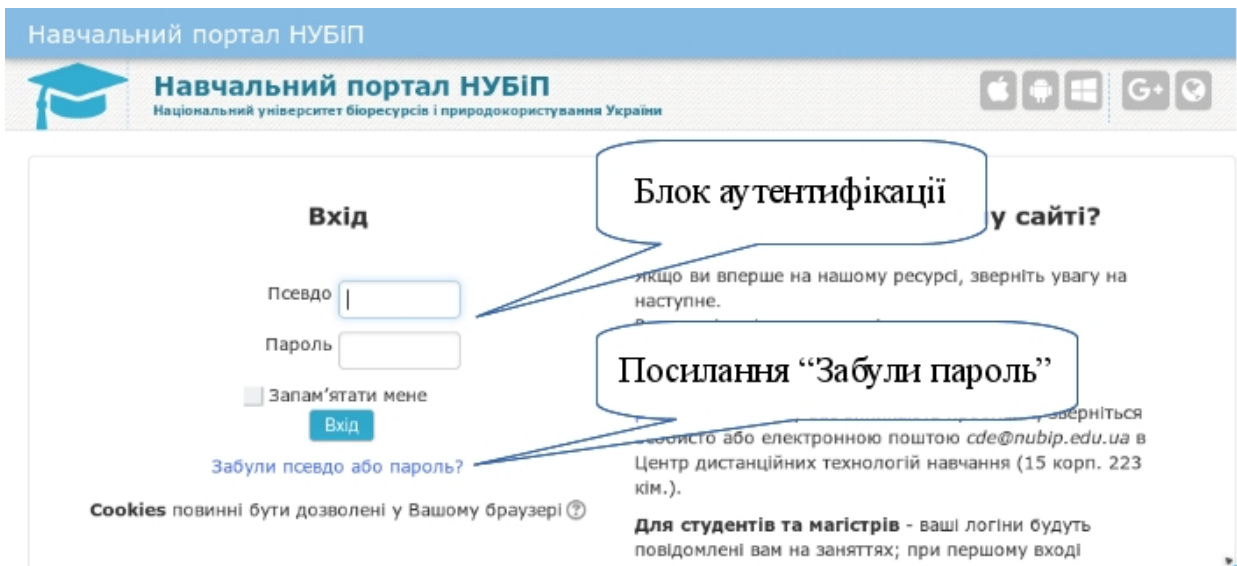 Навчальний портал НУБіП
Навчальний портал НУБіП
Національний університет біоресурсів і природокористування України
G+
Блок аутентифікації
Вхід
у сайті?
Якщо ви вперше на нашому ресурсі, зверніть увагу на
наступне.
Псевдо
Пароль
Посилання “Забули пароль”
Запам'ятати мене
Вхід
зверніться
особисто або електронною поштою cde@nubip.edu.ua в
Центр дистанційних технологій навчання (15 корп. 223
кім.).
Забули псевдо або пароль?
Cookies повинні бути дозволені у Вашому браузері
Для студентів та магістрів - ваші логіни будуть
повідомлені вам на заняттях; при першому вході